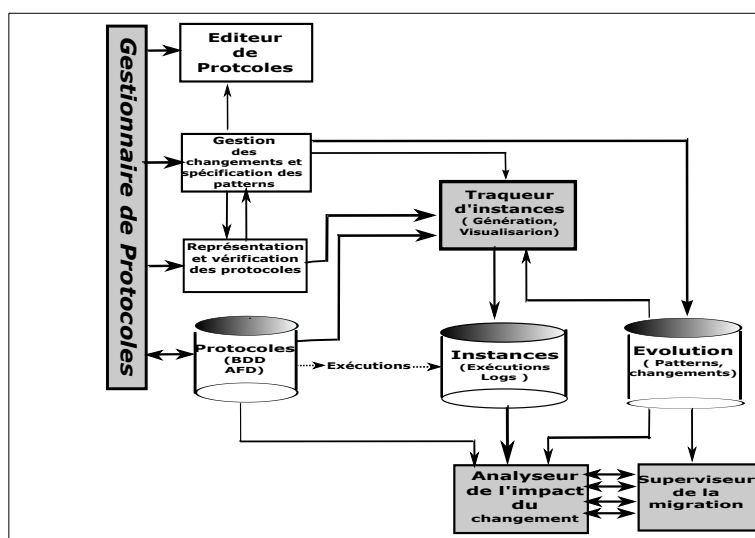 Gestionnaire de Protocoles
Editeur
de
Protcoles
Gestion
des
changements et
spécification des
patterns
Traqueur
d'instances
( Génération,
Visualisarion)
Représentation
et vérification
des protocoles
Protocoles
(BDD
AFD)
Exécutions
Instances
(Exécutions
Logs )
Evolution
( Patterns,
changements)
Analyseur
de l'impact
du
changement
Superviseur
de la
migration